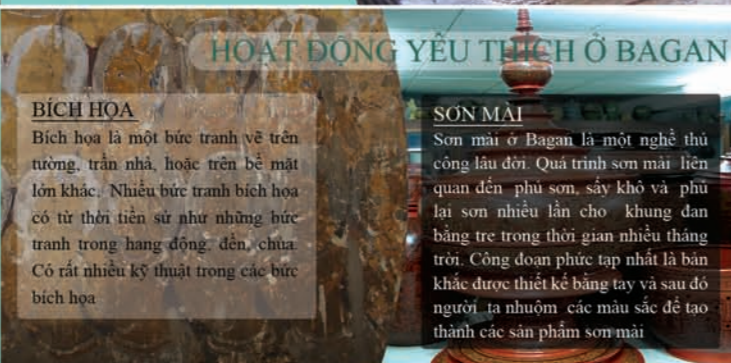 HOẠT ĐỘNG YÊU THÍCH Ở BAGAN
BÍCH HỌA
Bích họa là một bức tranh vẽ trên
tường, trần nhà, hoặc trên bề mặt
lớn khác. Nhiều bức tranh bích họa
có từ thời tiền sử như những bức
tranh trong hang động, đền, chùa.
Có rất nhiều kỹ thuật trong các bức
bích họa
SƠN MÀI
Sơn mài ở Bagan là một nghề thủ
công lâu đời. Quá trình sơn mài liên
quan đến phủ sơn, sấy khô và phủ
lại sơn nhiều lần cho khung đan
bằng tre trong thời gian nhiều tháng
trời. Công đoạn phức tạp nhất là bản
khắc được thiết kế bằng tay và sau đó
người ta nhuộm các màu sắc để tạo
thành các sản phẩm sơn mài